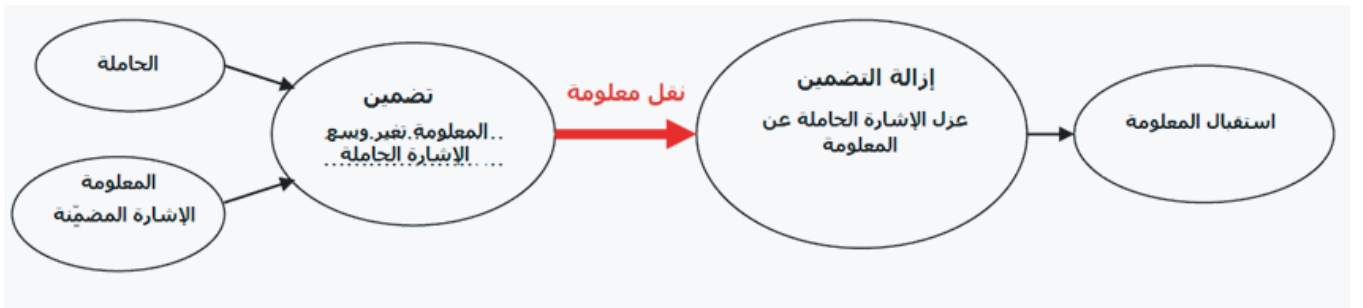 الحاملة
المعلومة
الإشارة المضمِّنة
تضمين
المعلومة تغير وسع
الإشارة الحاملة
نقل معلومة
إزالة التضمين
عزل الإشارة الحاملة عن
المعلومة
استقبال المعلومة